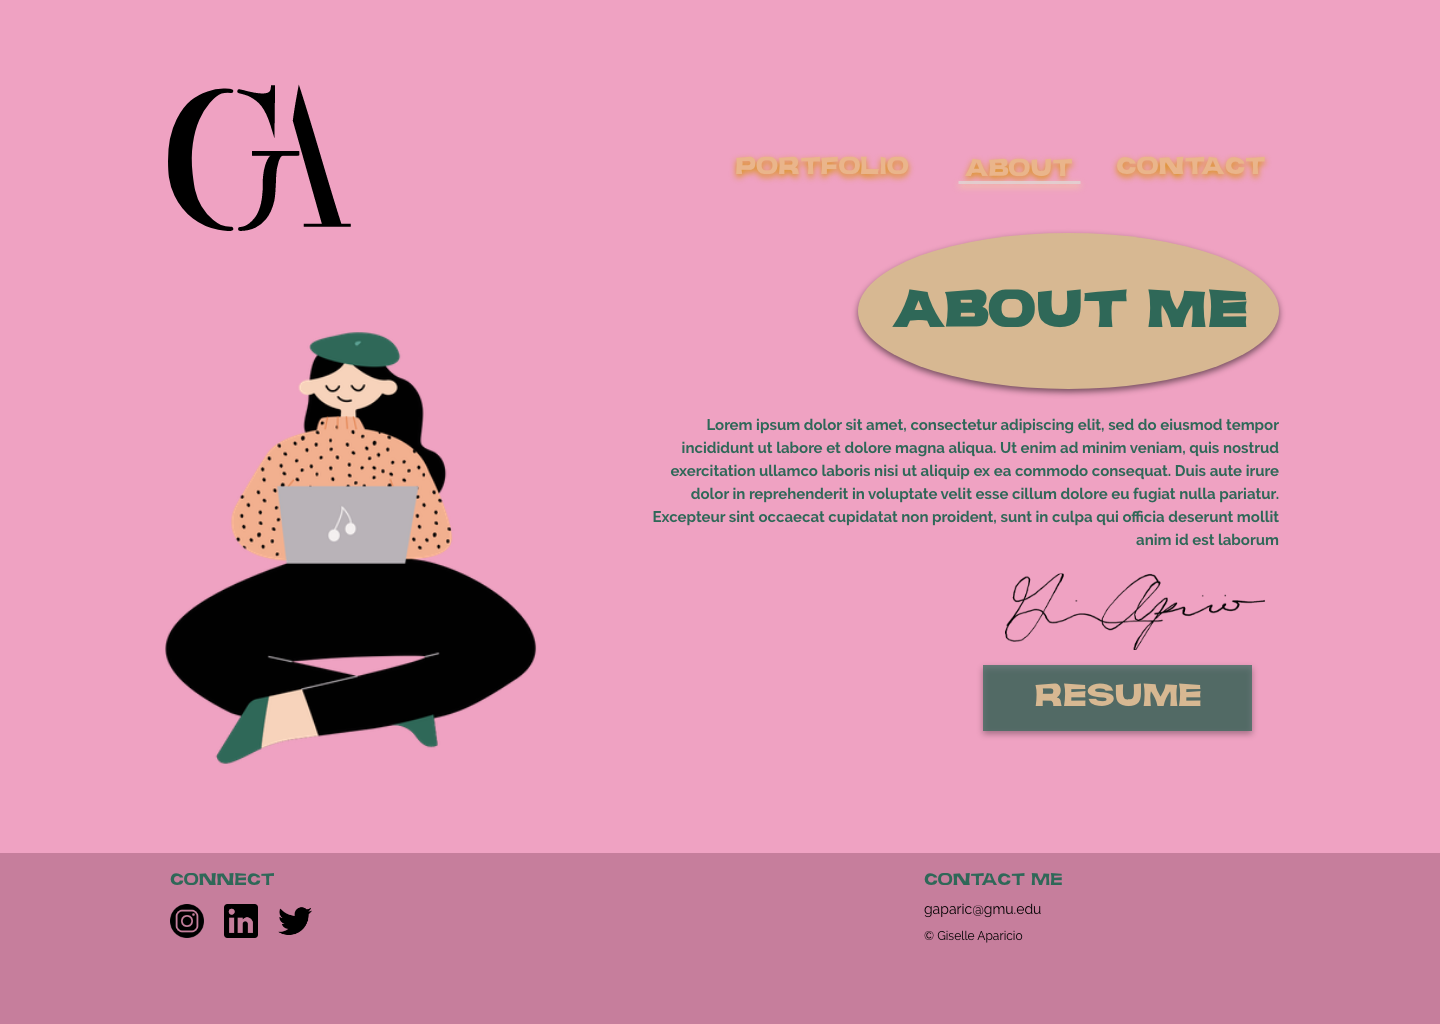 GA
PORTFOLIO ABOUT CONTACT
ABOUT ME
Lorem ipsum dolor sit amet, consectetur adipiscing elit, sed do eiusmod tempor
incididunt ut labore et dolore magna aliqua. Ut enim ad minim veniam, quis nostrud
exercitation ullamco laboris nisi ut aliquip ex ea commodo consequat. Duis aute irure
dolor in reprehenderit in voluptate velit esse cillum dolore eu fugiat nulla pariatur.
Excepteur sint occaecat cupidatat non proident, sunt in culpa qui officia deserunt mollit
anim id est laborum
RESUME
CONNECT
in
CONTACT ME
gaparic@gmu.edu
© Giselle Aparicio